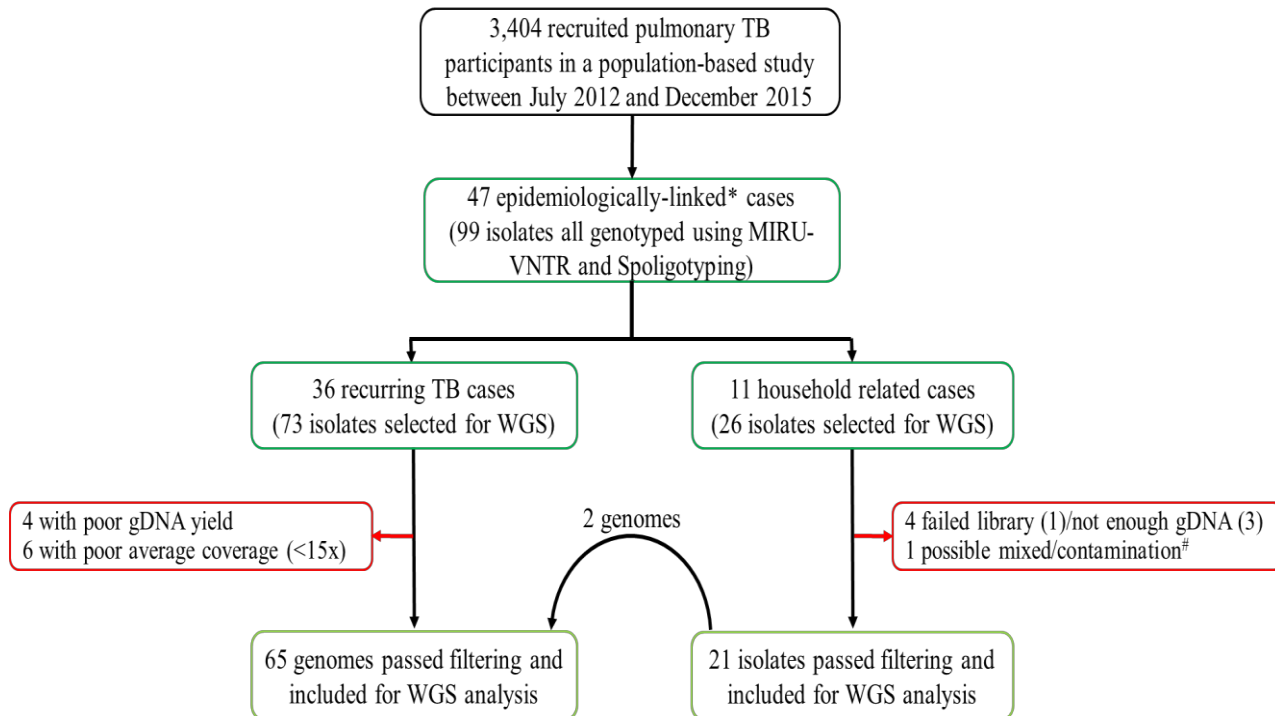 3,404 recruited pulmonary TB
participants in a population-based study
between July 2012 and December 2015
47 epidemiologically-linked* cases
(99 isolates all genotyped using MIRU-
VNTR and Spoligotyping)
36 recurring TB cases
(73 isolates selected for WGS)
11 household related cases
(26 isolates selected for WGS)
4 with poor gDNA yield
6 with poor average coverage (<15x)
2 genomes
4 failed library (1)/not enough gDNA (3)
1 possible mixed/contamination#
65 genomes passed filtering and
included for WGS analysis
21 isolates passed filtering and
included for WGS analysis